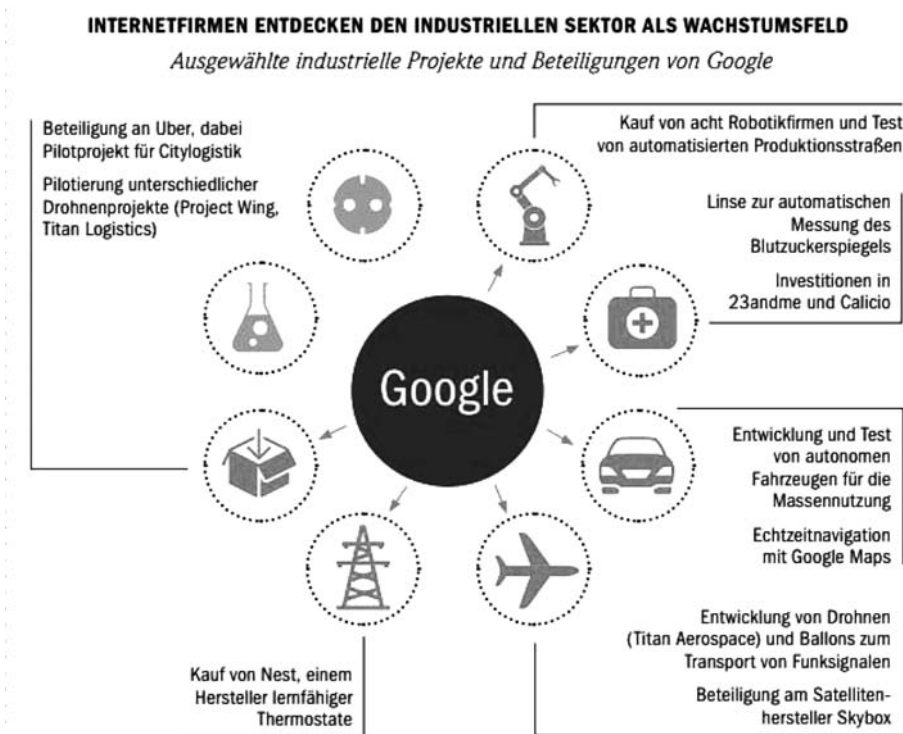 INTERNETFIRMEN ENTDECKEN DEN INDUSTRIELLEN SEKTOR ALS WACHSTUMSFELD
Ausgewählte industrielle Projekte und Beteiligungen von Google
Beteiligung an Uber, dabei
Pilotprojekt für Citylogistik
Pilotierung unterschiedlicher
Drohnenprojekte (Project Wing,
Titan Logistics)
Kauf von acht Robotikfirmen und Test
von automatisierten Produktionsstraßen
Linse zur automatischen
Messung des
Blutzuckerspiegels
Investitionen in
23andme und Calicio
Google
Entwicklung und Test
von autonomen
Fahrzeugen für die
Massennutzung
Echtzeitnavigation
mit Google Maps
Entwicklung von Drohnen
(Titan Aerospace) und Ballons zum
Transport von Funksignalen
Beteiligung am Satelliten-
hersteller Skybox
Kauf von Nest, einem
Hersteller lernfähiger
Thermostate